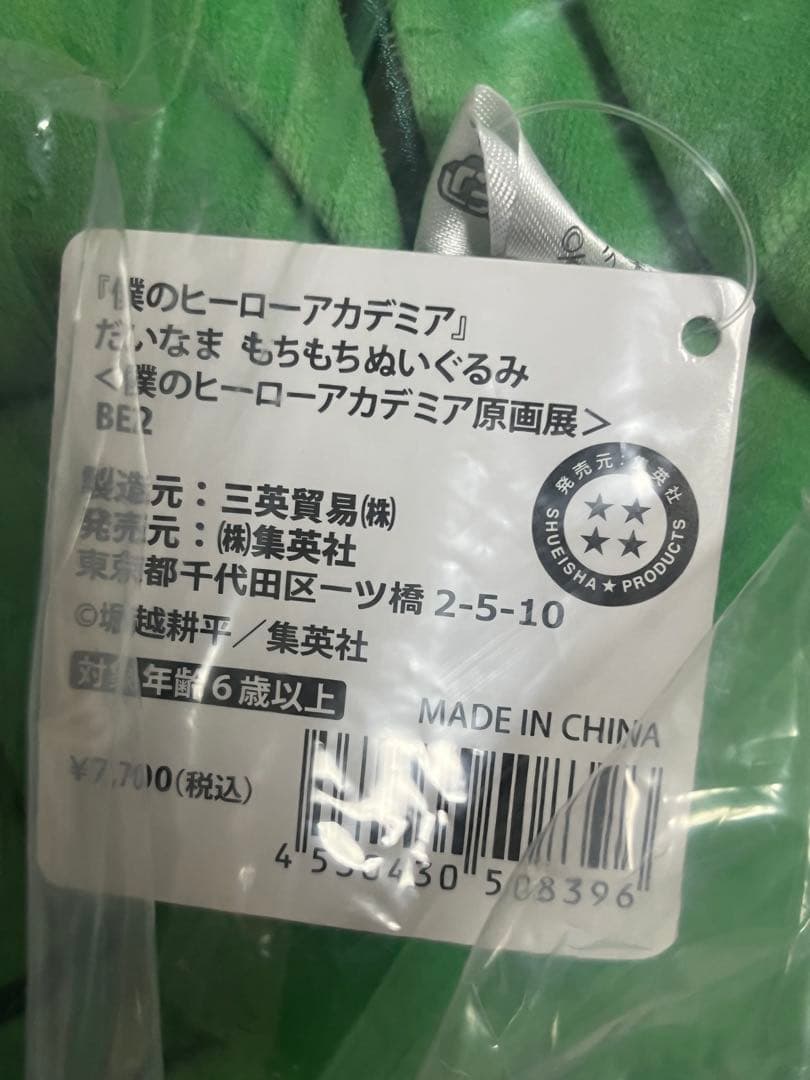 『僕のヒーローアカデミア』
だいなま もちもちぬいぐるみ
<僕のヒーローアカデミア原画展>
BE2
発売元:集英社
SHUEISHA★PRODUCTS
製造元：三英貿易㈱
発売元：㈱集英社
東京都千代田区一ツ橋 2-5-10
©堀越耕平／集英社
対象年齢6歳以上
MADE IN CHINA
¥7,700(税込)
508396